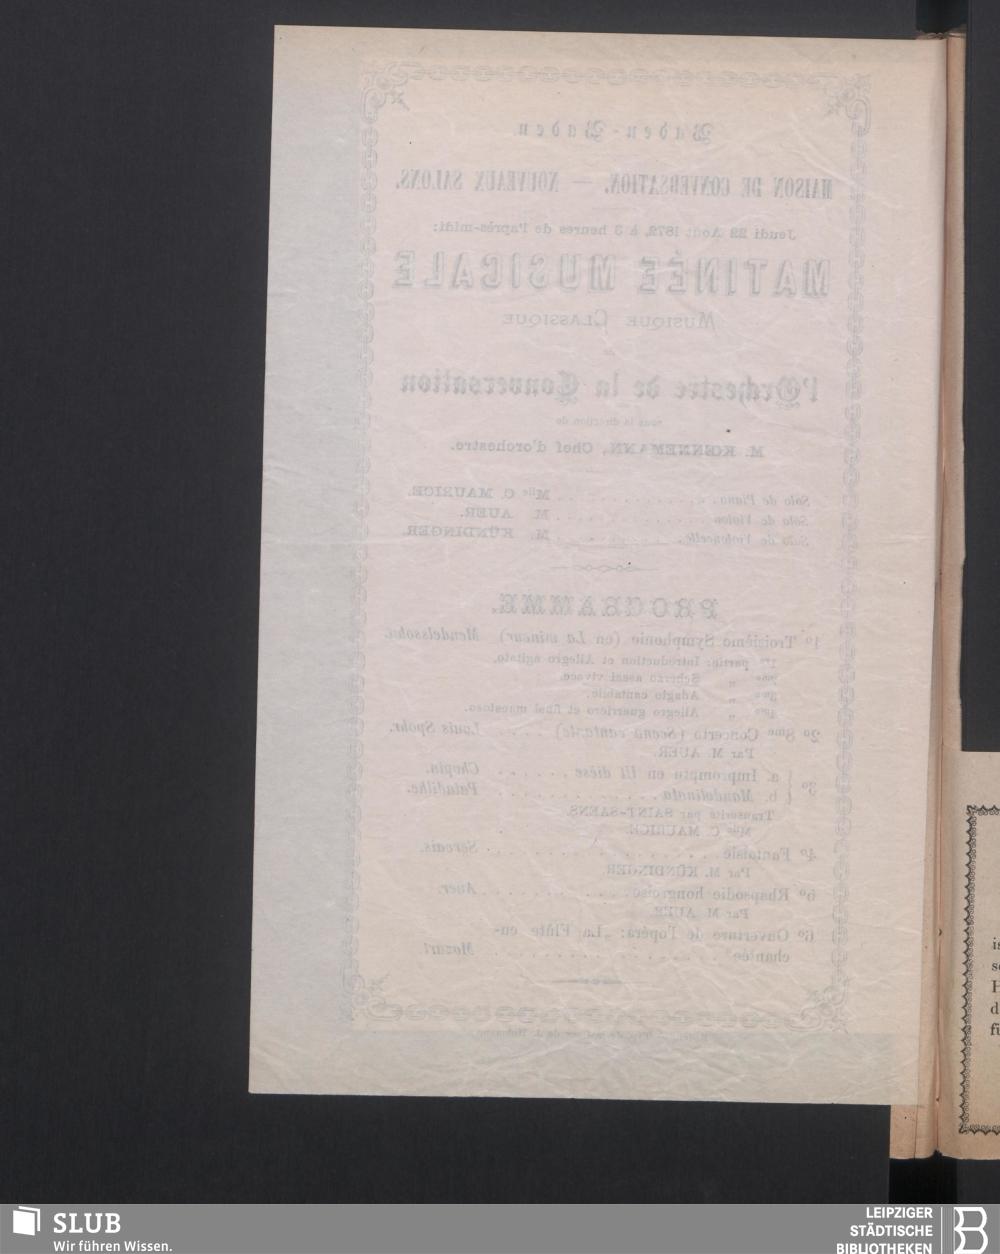 Baden-Baden.
MAISON DE CONVERSATION. — NOUVEAUX SALONS.
Jeudi 22 Août 1872, à 3 heures de l'après-midi:
MATINÉE MUSICALE
MUSIQUE CLASSIQUE
l'Orchestre de la Conversation
sous la direction de
M. KŒNNEMANN, Chef d'orchestre.
Solo de Piano . . . . . . . . . . . . . . . Mlle C. MAURICE.
Solo de Violon . . . . . . . . . . . . . . . M. AUER.
Solo de Violoncelle . . . . . . . . . . . . M. KÜNDINGER.
PROGRAMME.
1o Troisième Symphonie (en La mineur) Mendelssohn.
1re partie: Introduction et Allegro agitato.
2me „ Scherzo assai vivace.
3me „ Adagio cantabile.
4me „ Allegro guerriero et final maestoso.
2o 8me Concerto (Scena cantante) . . . . Louis Spohr.
Par M. AUER.
3o { a. Impromptu en Ut dièse . . . . . . Chopin.
b. Mandolinata . . . . . . . . . . . . Paladilhe.
Transcrite par SAINT-SAENS.
Mlle C. MAURICE.
4o Fantaisie . . . . . . . . . . . . . . . . . Servais.
Par M. KÜNDINGER.
5o Rhapsodie hongroise . . . . . . . . . . . Auer.
Par M. AUER.
6o Ouverture de l'opéra: „La Flûte en-
chantée“ . . . . . . . . . . . . . . . . Mozart.
SLUB
Wir führen Wissen.
LEIPZIGER
STÄDTISCHE
BIBLIOTHEKEN